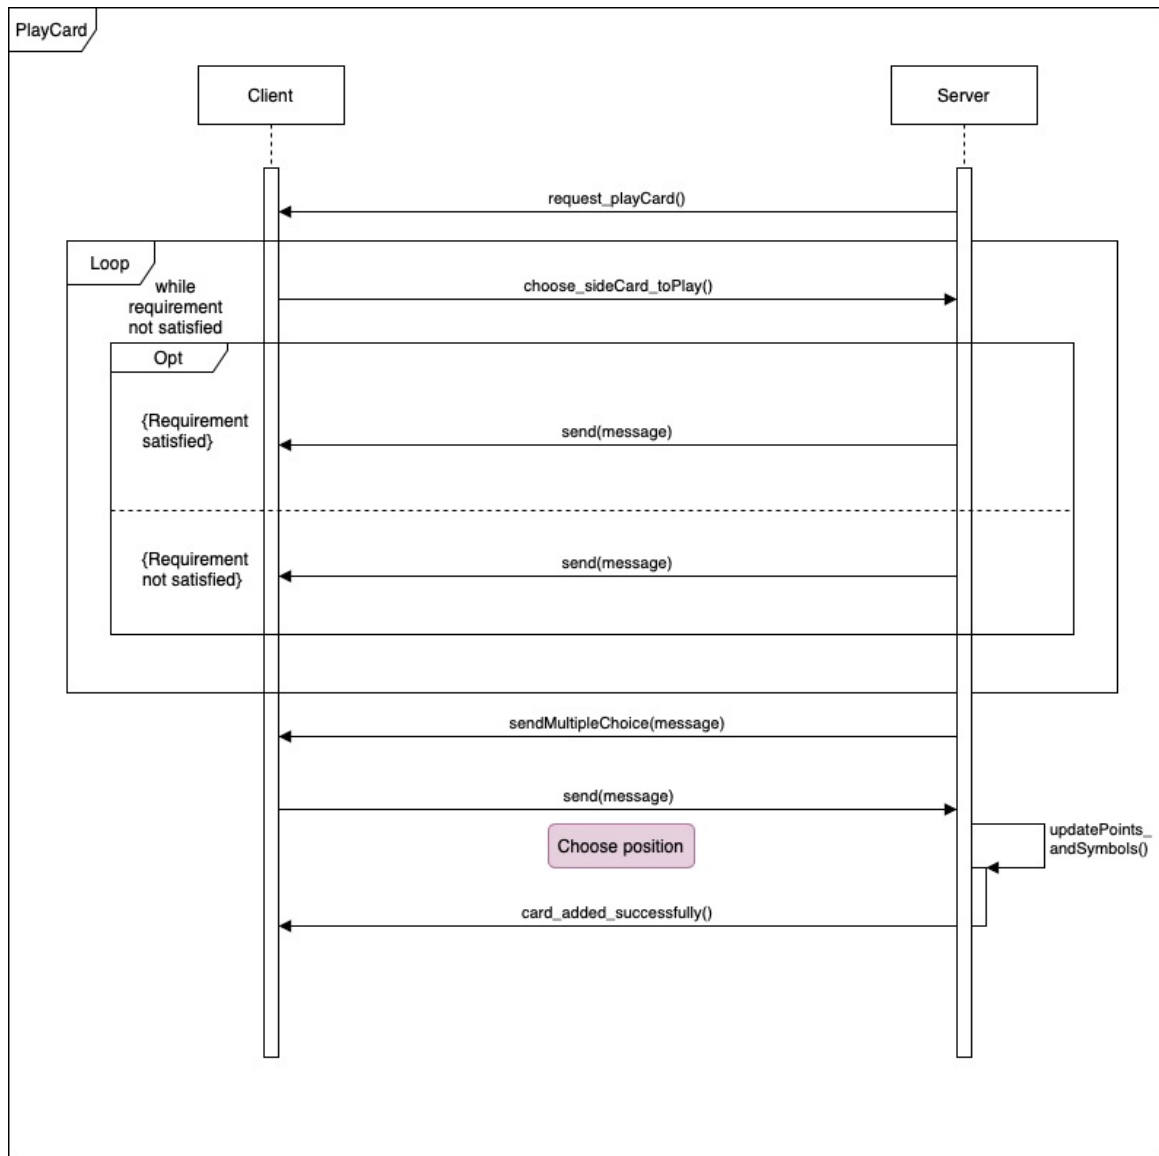 PlayCard
Client
Server
request_playCard()
Loop
while
requirement
not satisfied
choose_sideCard_toPlay()
Opt
{Requirement
satisfied}
send(message)
{Requirement
not satisfied}
send(message)
sendMultipleChoice(message)
send(message)
Choose position
updatePoints_
andSymbols()
card_added_successfully()